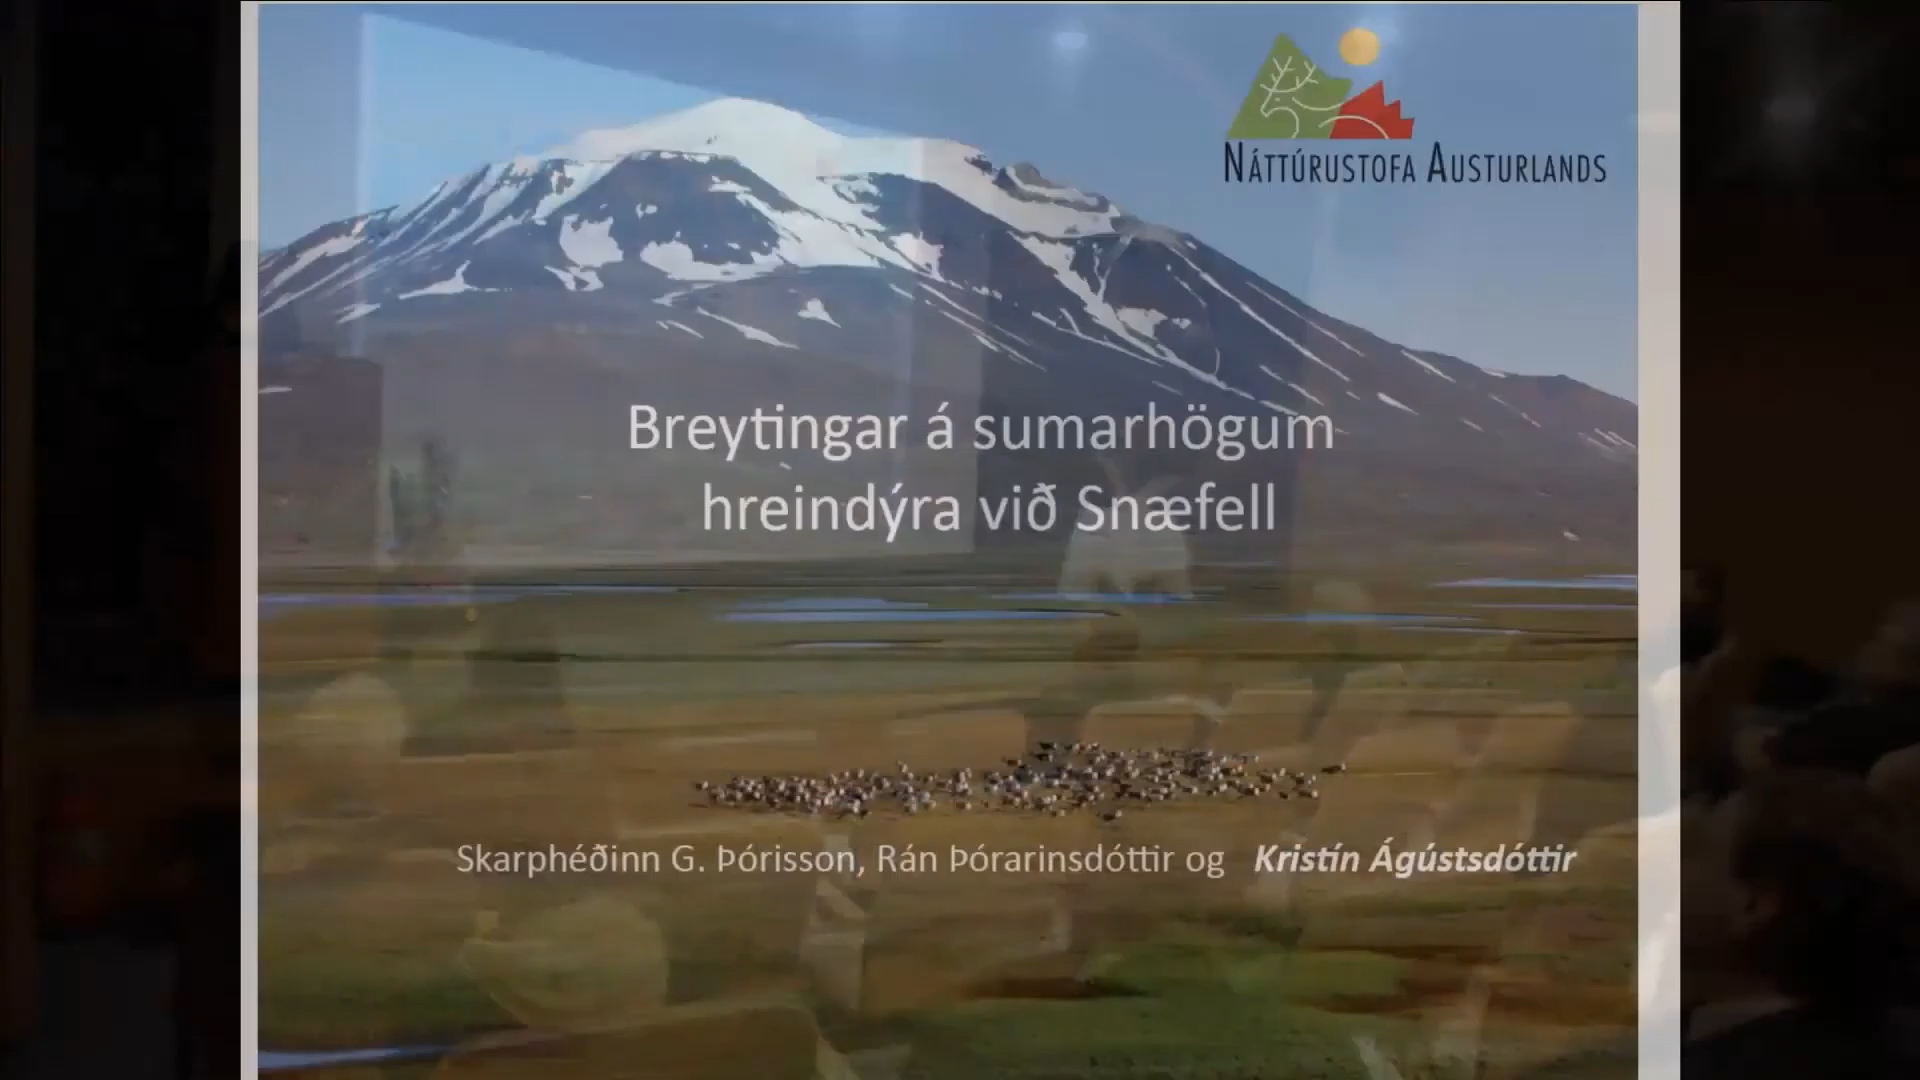 NÁTTÚRUSTOFA AUSTURLANDS
Breytingar á sumarhögum
hreindýra við Snæfell
Skarphéðinn G. Þórisson, Rán Þórarinsdóttir og Kristín Ágústsdóttir